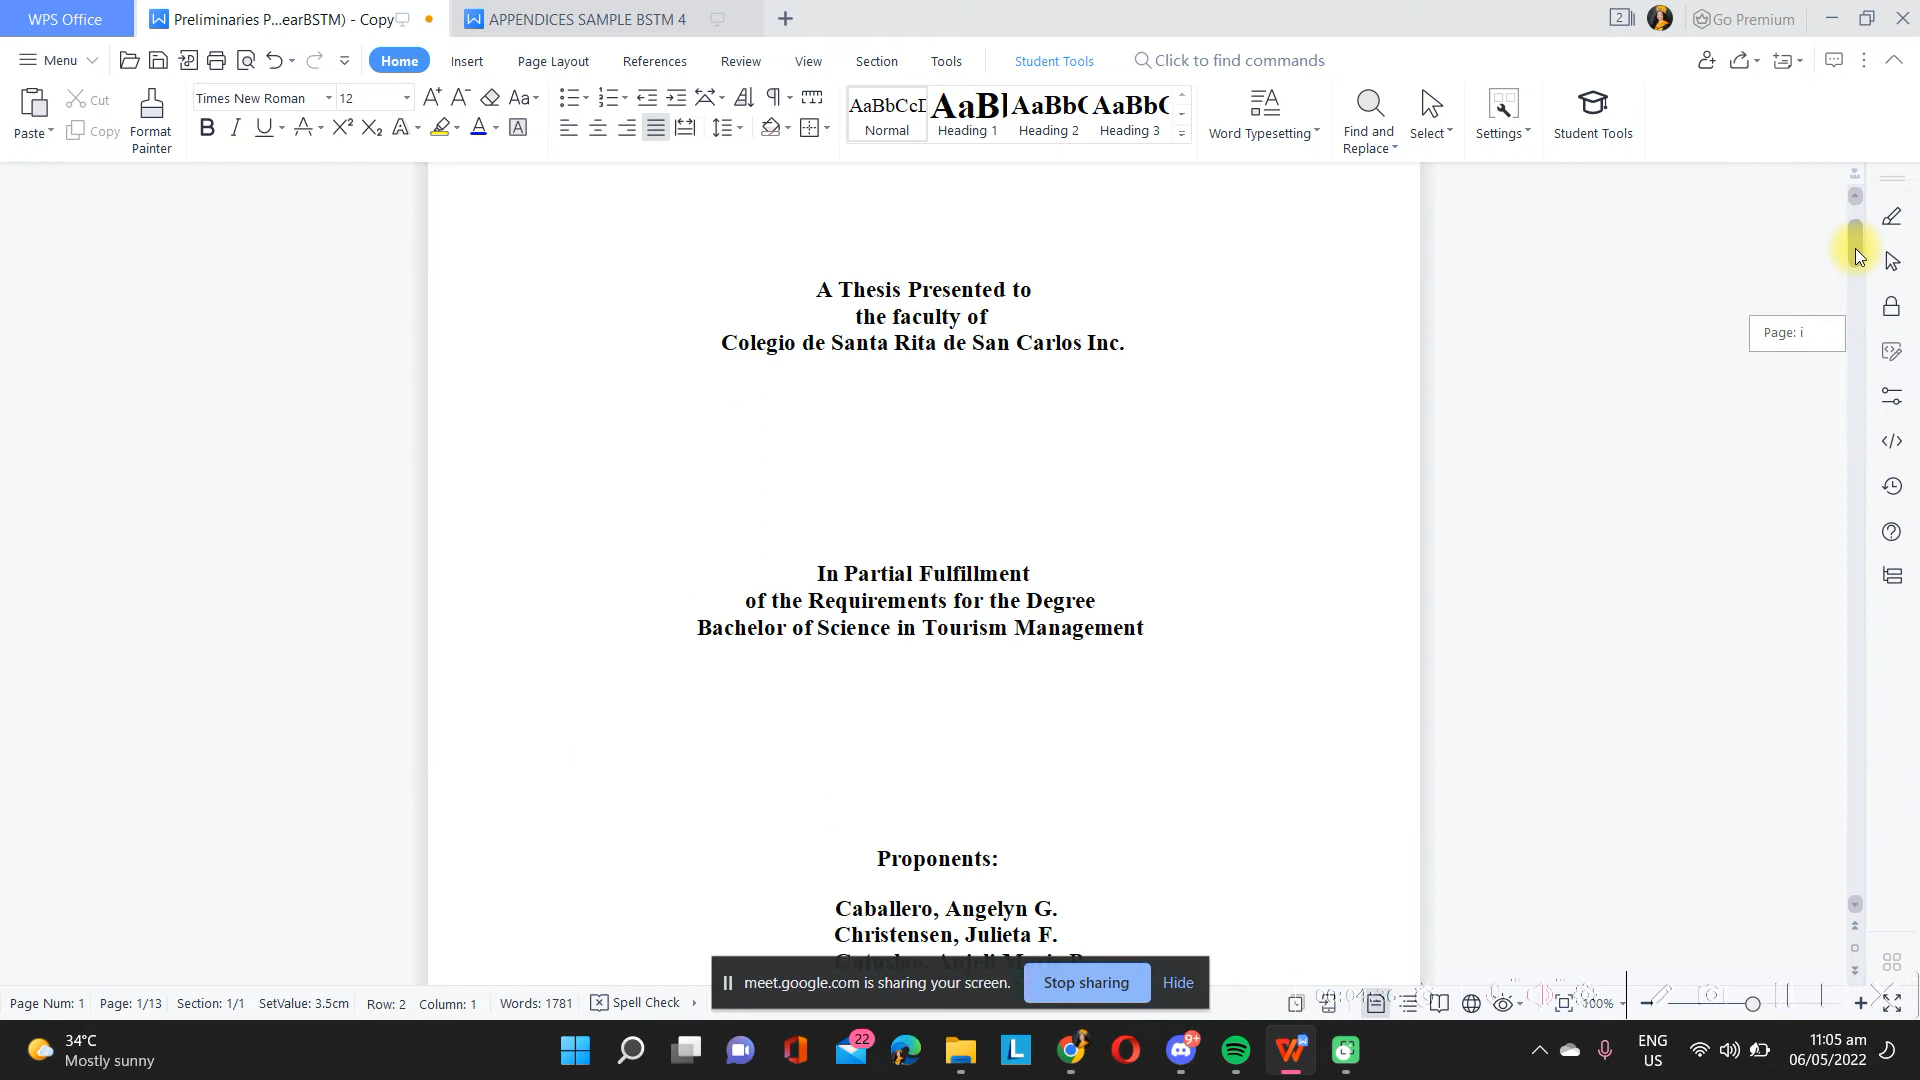 WPS Office
Preliminaries P...earBSTM) - Copy
APPENDICES SAMPLE BSTM 4
2
Go Premium
Menu
Home
Insert
Page Layout
References
Review
View
Section
Tools
Student Tools
Click to find commands
Paste
Cut
Copy
Format
Painter
Times New Roman
12
AaBbCcD
Normal
AaBb
Heading 1
AaBbC
Heading 2
AaBbC
Heading 3
Word Typesetting
Find and
Replace
Select
Settings
Student Tools
A Thesis Presented to
the faculty of
Colegio de Santa Rita de San Carlos Inc.
Page: i
In Partial Fulfillment
of the Requirements for the Degree
Bachelor of Science in Tourism Management
Proponents:
Caballero, Angelyn G.
Christensen, Julieta F.
meet.google.com is sharing your screen.
Stop sharing
Hide
Page Num: 1
Page: 1/13
Section: 1/1
SetValue: 3.5cm
Row: 2
Column: 1
Words: 1781
Spell Check
100%
34°C
Mostly sunny
22
9+
ENG
US
11:05 am
06/05/2022